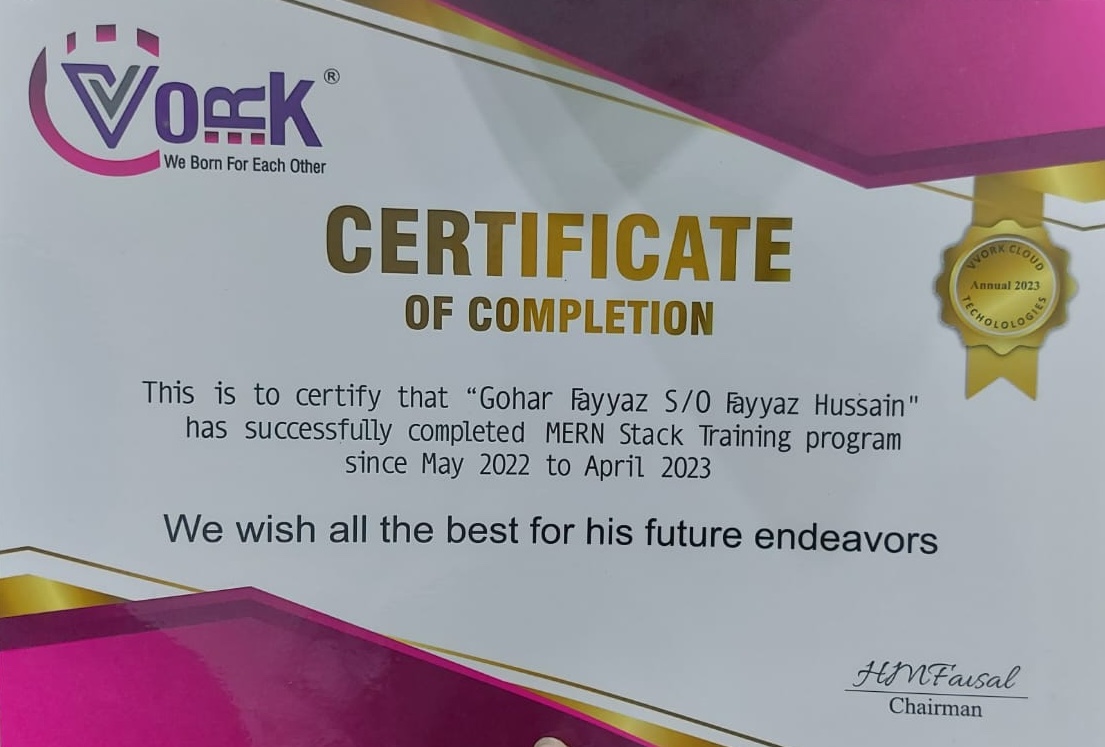 VVORK®
We Born For Each Other
CERTIFICATE
OF COMPLETION
VVORK CLOUD
Annual 2023
TECHOLOLOGIES
This is to certify that “Gohar Fayyaz S/O Fayyaz Hussain"
has successfully completed MERN Stack Training program
since May 2022 to April 2023
We wish all the best for his future endeavors
HMFaisal
Chairman